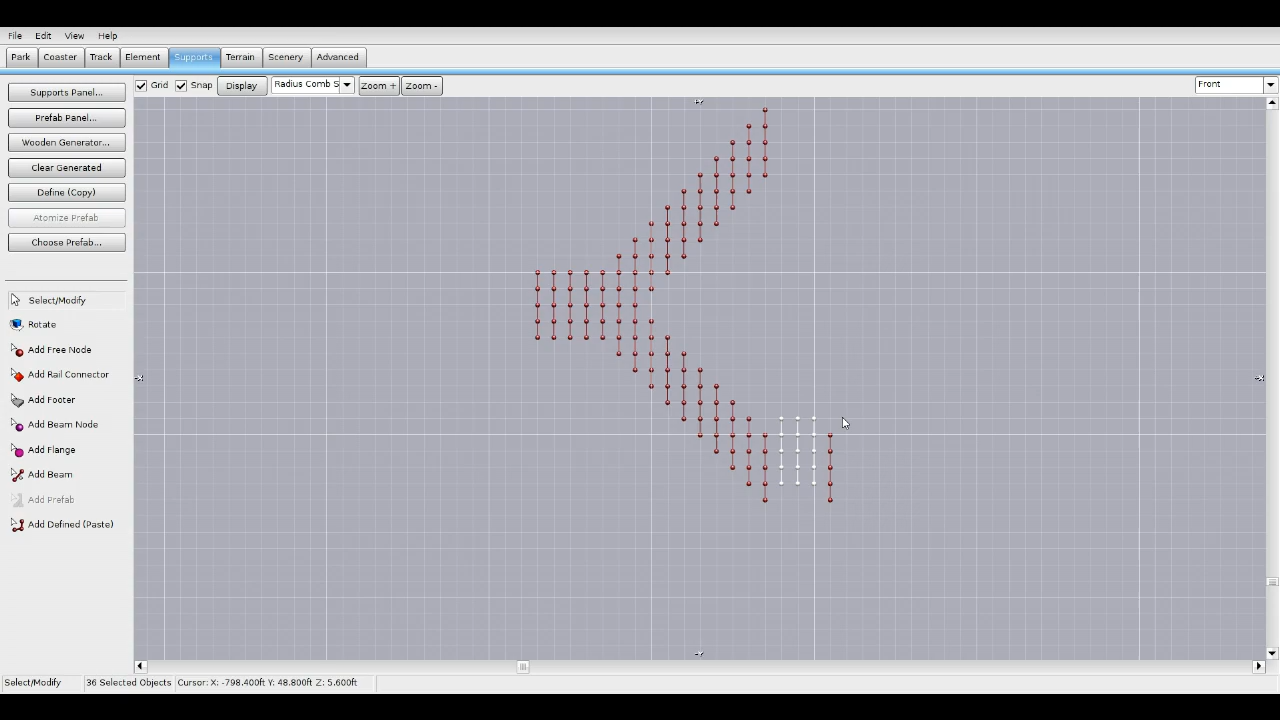 File Edit View Help
Park Coaster Track Element Supports Terrain Scenery Advanced
Grid Snap Display Radius Comb S Zoom + Zoom - Front
Supports Panel...
Prefab Panel...
Wooden Generator...
Clear Generated
Define (Copy)
Atomize Prefab
Choose Prefab...
Select/Modify
Rotate
Add Free Node
Add Rail Connector
Add Footer
Add Beam Node
Add Flange
Add Beam
Add Prefab
Add Defined (Paste)
Select/Modify 36 Selected Objects Cursor: X: -798.400ft Y: 48.800ft Z: 5.600ft